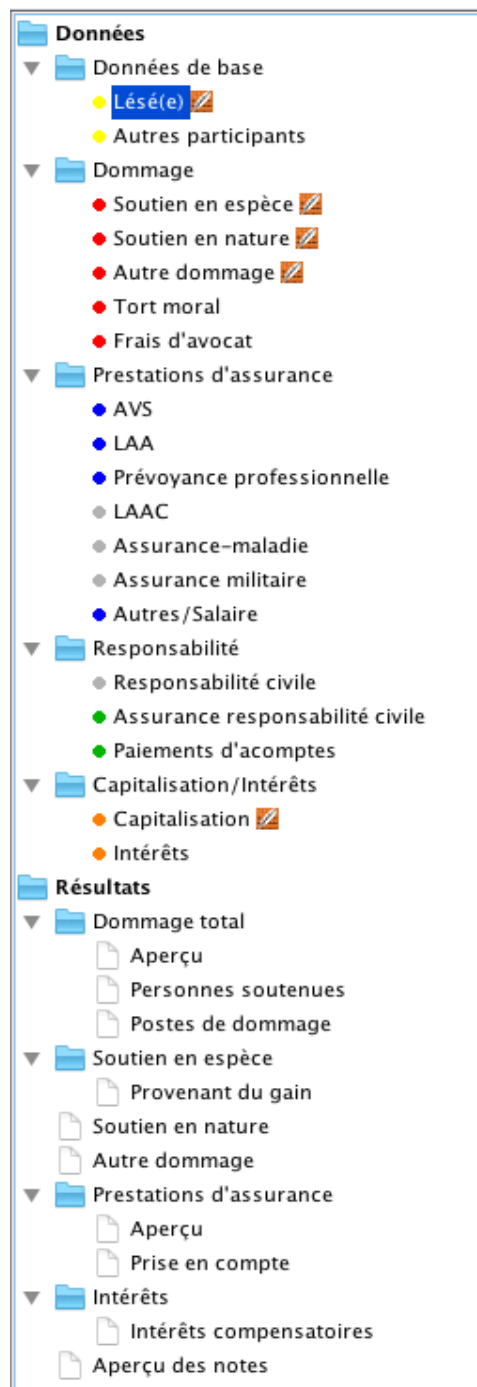 Données
Données de base
Lésé(e)
Autres participants
Dommage
Soutien en espèce
Soutien en nature
Autre dommage
Tort moral
Frais d'avocat
Prestations d'assurance
AVS
LAA
Prévoyance professionnelle
LAAC
Assurance-maladie
Assurance militaire
Autres/Salaire
Responsabilité
Responsabilité civile
Assurance responsabilité civile
Paiements d'acomptes
Capitalisation/Intérêts
Capitalisation
Intérêts
Résultats
Dommage total
Aperçu
Personnes soutenues
Postes de dommage
Soutien en espèce
Provenant du gain
Soutien en nature
Autre dommage
Prestations d'assurance
Aperçu
Prise en compte
Intérêts
Intérêts compensatoires
Aperçu des notes